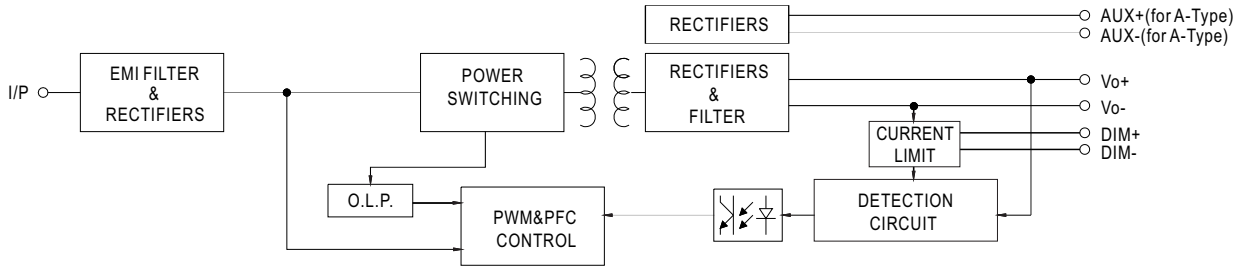 RECTIFIERS
AUX+(for A-Type)
AUX-(for A-Type)
I/P
EMI FILTER
&
RECTIFIERS
POWER
SWITCHING
RECTIFIERS
&
FILTER
Vo+
Vo-
CURRENT
LIMIT
DIM+
DIM-
O.L.P.
PWM&PFC
CONTROL
DETECTION
CIRCUIT